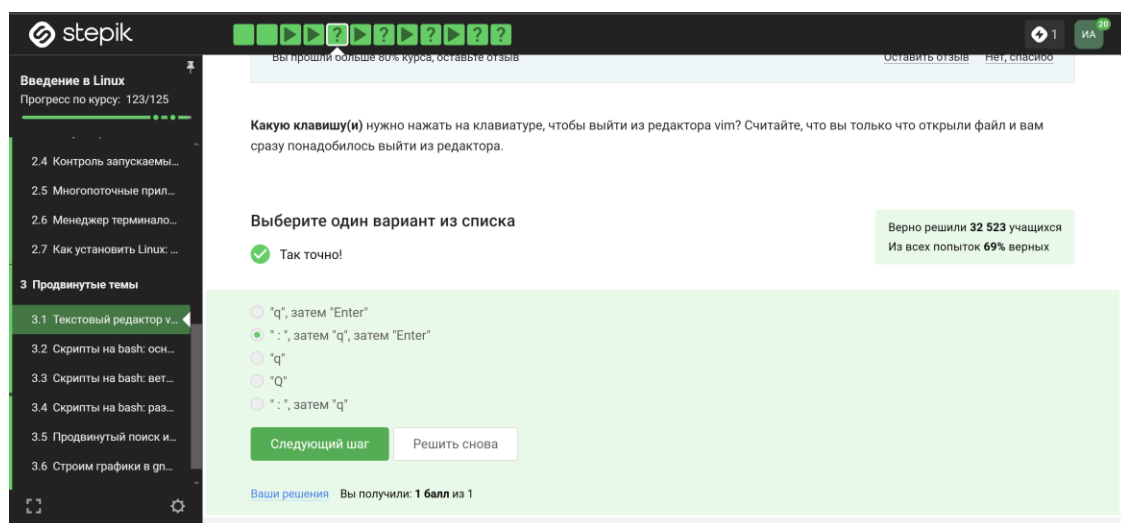 stepik
? ? ? ? ?
1
ИА
20
Введение в Linux
Прогресс по курсу: 123/125
2.4 Контроль запускаемы...
2.5 Многопоточные прил...
2.6 Менеджер терминало...
2.7 Как установить Linux: ...
3 Продвинутые темы
3.1 Текстовый редактор v...
3.2 Скрипты на bash: осн...
3.3 Скрипты на bash: вет...
3.4 Скрипты на bash: раз...
3.5 Продвинутый поиск и...
3.6 Строим графики в gn...
Вы прошли больше 80% курса, оставьте отзыв
Оставить отзыв Нет, спасибо
Какую клавишу(и) нужно нажать на клавиатуре, чтобы выйти из редактора vim? Считайте, что вы только что открыли файл и вам
сразу понадобилось выйти из редактора.
Выберите один вариант из списка
Так точно!
Верно решили 32 523 учащихся
Из всех попыток 69% верных
"q", затем "Enter"
" : ", затем "q", затем "Enter"
"q"
"Q"
" : ", затем "q"
Следующий шаг Решить снова
Ваши решения Вы получили: 1 балл из 1